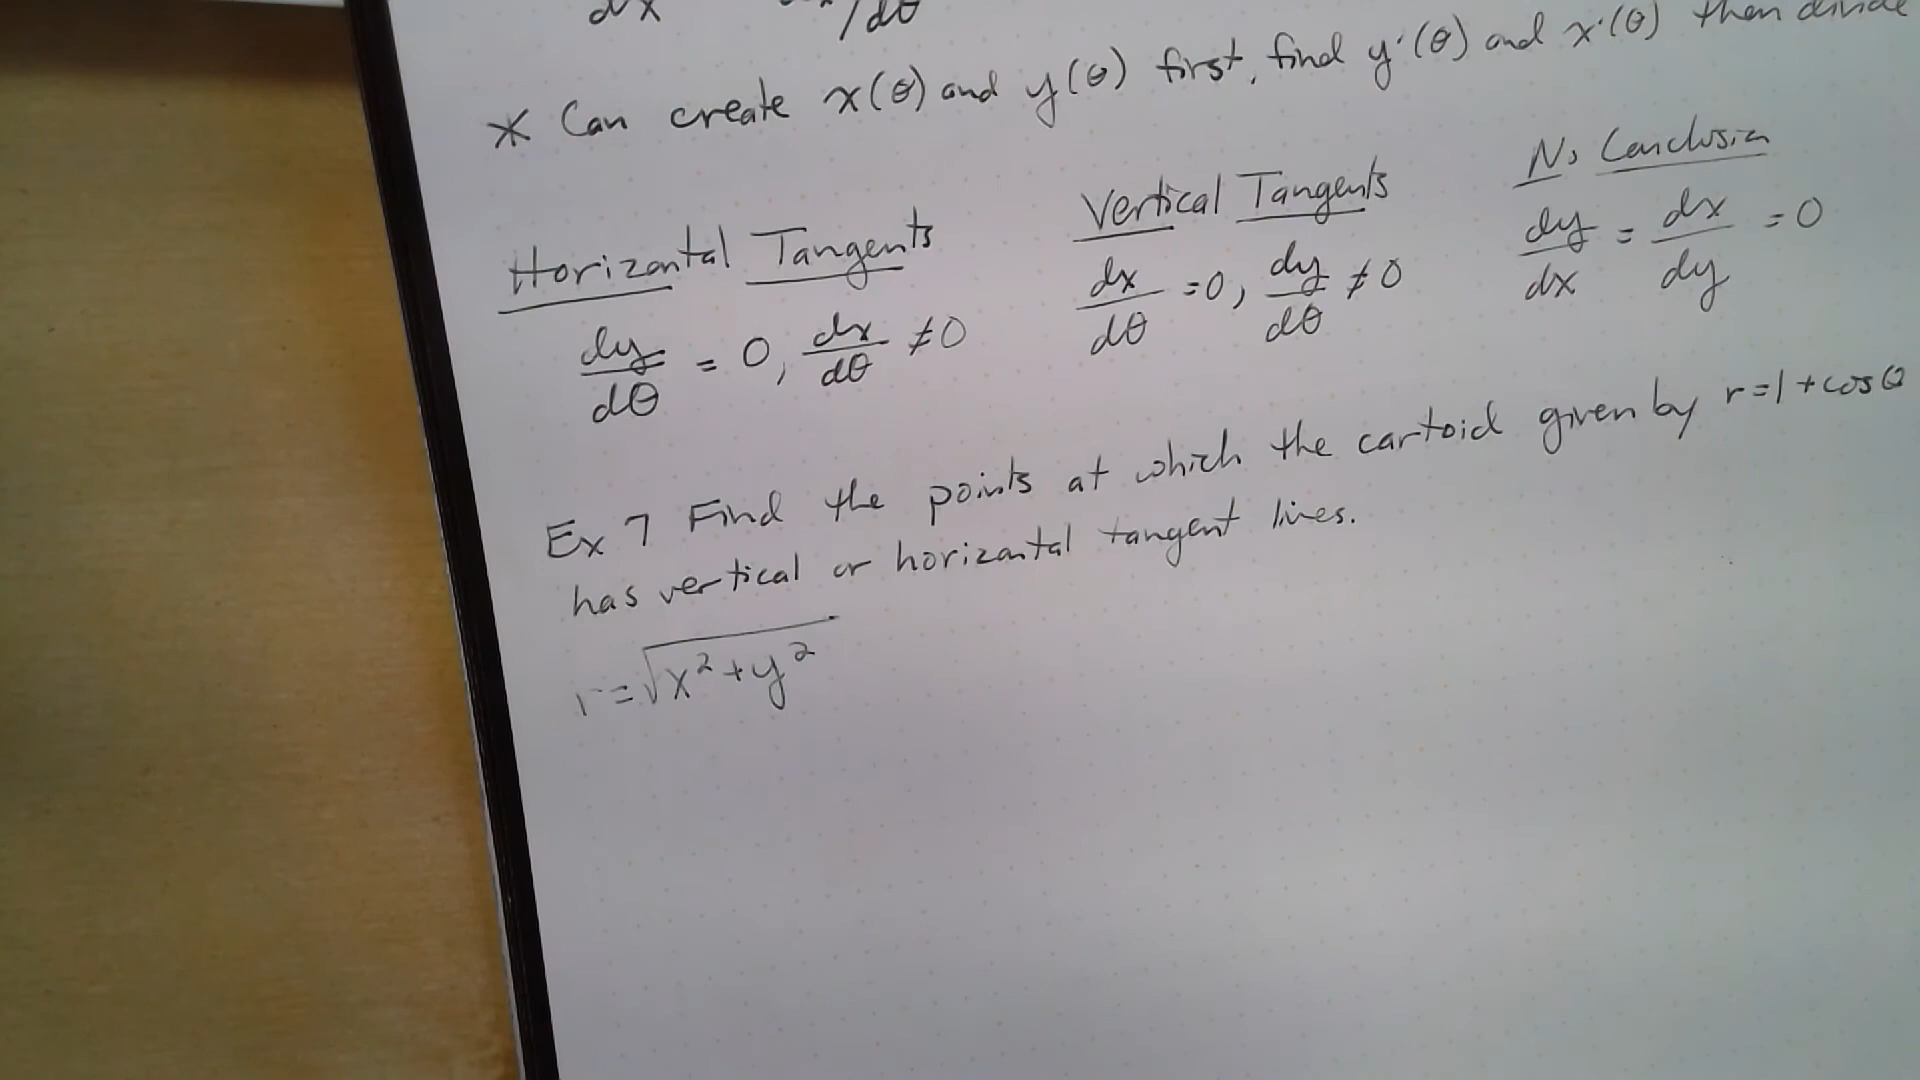 dx /dθ
* Can create x(θ) and y(θ) first, find y'(θ) and x'(θ) then divide
Horizontal Tangents Vertical Tangents No Conclusion
dy/dθ = 0, dx/dθ ≠ 0 dx/dθ = 0, dy/dθ ≠ 0 dy/dx = dx/dy = 0
Ex 7 Find the points at which the cartoid given by r=1+cosθ
has vertical or horizontal tangent lines.
r=√x²+y²